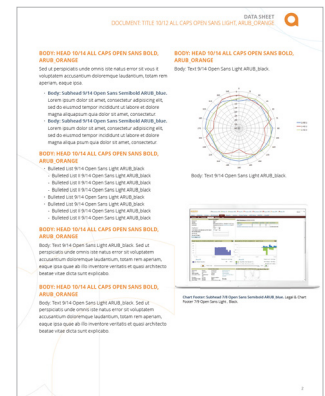 DATA SHEET
DOCUMENT TITLE 10/12 ALL CAPS OPEN SANS LIGHT, ARUB_ORANGE
BODY: HEAD 10/14 ALL CAPS OPEN SANS BOLD,
ARUB_ORANGE
Sed ut perspiciatis unde omnis iste natus error sit vous it
voluptatem accusantium doloremque laudantium, totam rem
aperiam, eaque ipsa
Body: Subhead 9/14 Open Sans Semibold ARUB_blue.
Lorem ipsum dolor sit amet, consectetur adipisicing elit,
sed do eiusmod tempor incididunt ut labore et dolore
magna aliquapsum quia dolor sit amet, consectetur
Body: Subhead 9/14 Open Sans Semibold ARUB_blue.
Lorem ipsum dolor sit amet, consectetur adipisicing elit,
sed do eiusmod tempor incididunt ut labore et dolore
magna aliqua ipsum quia dolor sit amet, consectetur
BODY: HEAD 10/14 ALL CAPS OPEN SANS BOLD,
ARUB_ORANGE
Bulleted List 9/14 Open Sans Light ARUB_black
Bulleted List II 9/14 Open Sans Light ARUB_black
Bulleted List II 9/14 Open Sans Light ARUB_black
Bulleted List II 9/14 Open Sans Light ARUB_black
Bulleted List 9/14 Open Sans Light ARUB_black
Bulleted List 9/14 Open Sans Light ARUB_black
Bulleted List II 9/14 Open Sans Light ARUB_black
Bulleted List II 9/14 Open Sans Light ARUB_black
BODY: HEAD 10/14 ALL CAPS OPEN SANS BOLD,
ARUB_ORANGE
Body: Text 9/14 Open Sans Light ARUB_black. Sed ut
perspiciatis unde omnis iste natus error sit voluptatem
accusantium doloremque laudantium, totam rem aperiam,
eaque ipsa quae ab illo inventore veritatis et quasi architecto
beatae vitae dicta sunt explicabo.
BODY: HEAD 10/14 ALL CAPS OPEN SANS BOLD,
ARUB_ORANGE
Body: Text 9/14 Open Sans Light ARUB_black. Sed ut
perspiciatis unde omnis iste natus error sit voluptatem
accusantium doloremque laudantium, totam rem aperiam,
eaque ipsa quae ab illo inventore veritatis et quasi architecto
beatae vitae dicta sunt explicabo
BODY: HEAD 10/14 ALL CAPS OPEN SANS BOLD,
ARUB_ORANGE
Body: Text 9/14 Open Sans Light ARUB_black.
Body: Text 9/14 Open Sans Light ARUB_black.
Chart Footer: Subhead 7/9 Open Sans Semibold ARUB_blue. Legal & Chart
Footer 7/9 Open Sans Light. Black.